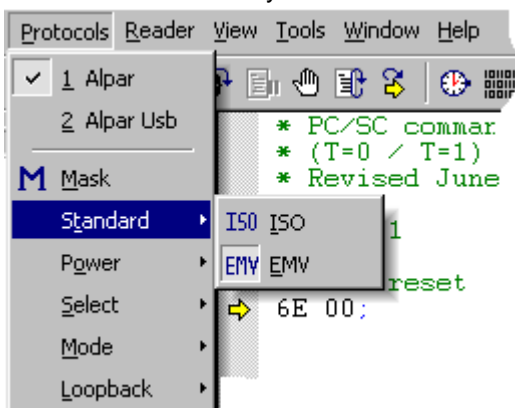 Protocols Reader View Tools Window Help
1 Alpar
2 Alpar Usb
M Mask
Standard
ISO ISO
EMV EMV
Power
Select
Mode
Loopback
* PC/SC
* (T=0 / T=1)
* Revised June
1
reset
6E 00;